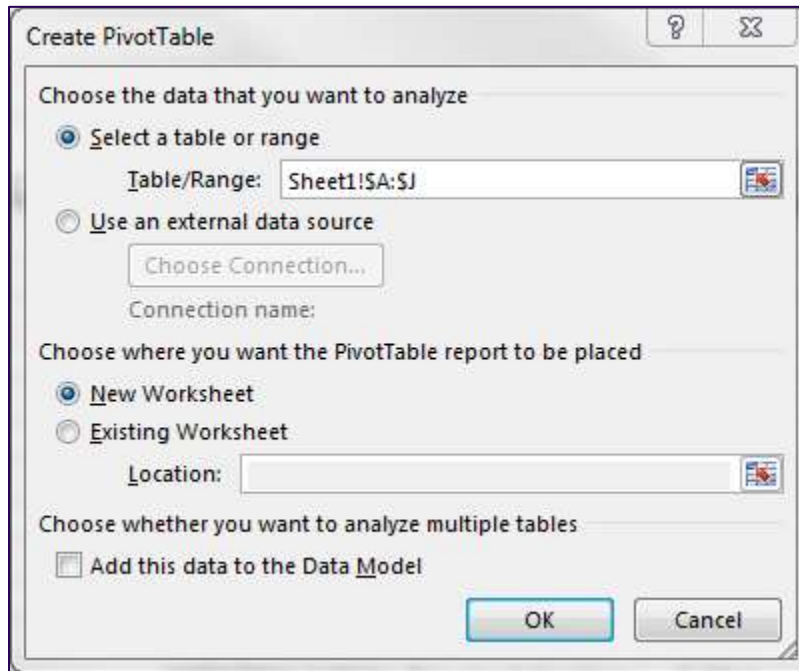 Create PivotTable
?
Choose the data that you want to analyze
Select a table or range
Table/Range: Sheet1!$A:$J
Use an external data source
Choose Connection...
Connection name:
Choose where you want the PivotTable report to be placed
New Worksheet
Existing Worksheet
Location:
Choose whether you want to analyze multiple tables
Add this data to the Data Model
OK Cancel